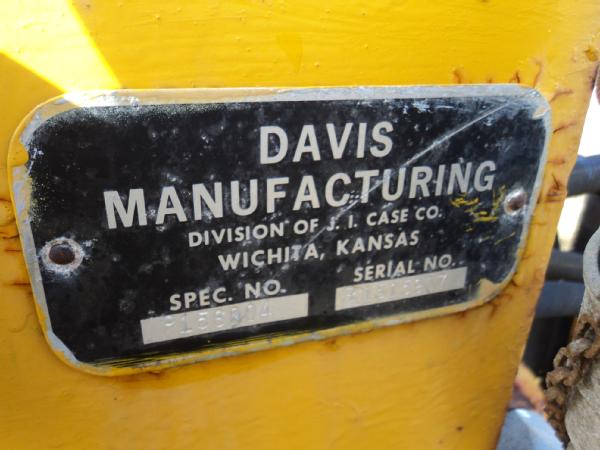 DAVIS
MANUFACTURING
DIVISION OF J. I. CASE CO.
WICHITA, KANSAS
SPEC. NO.
SERIAL NO.